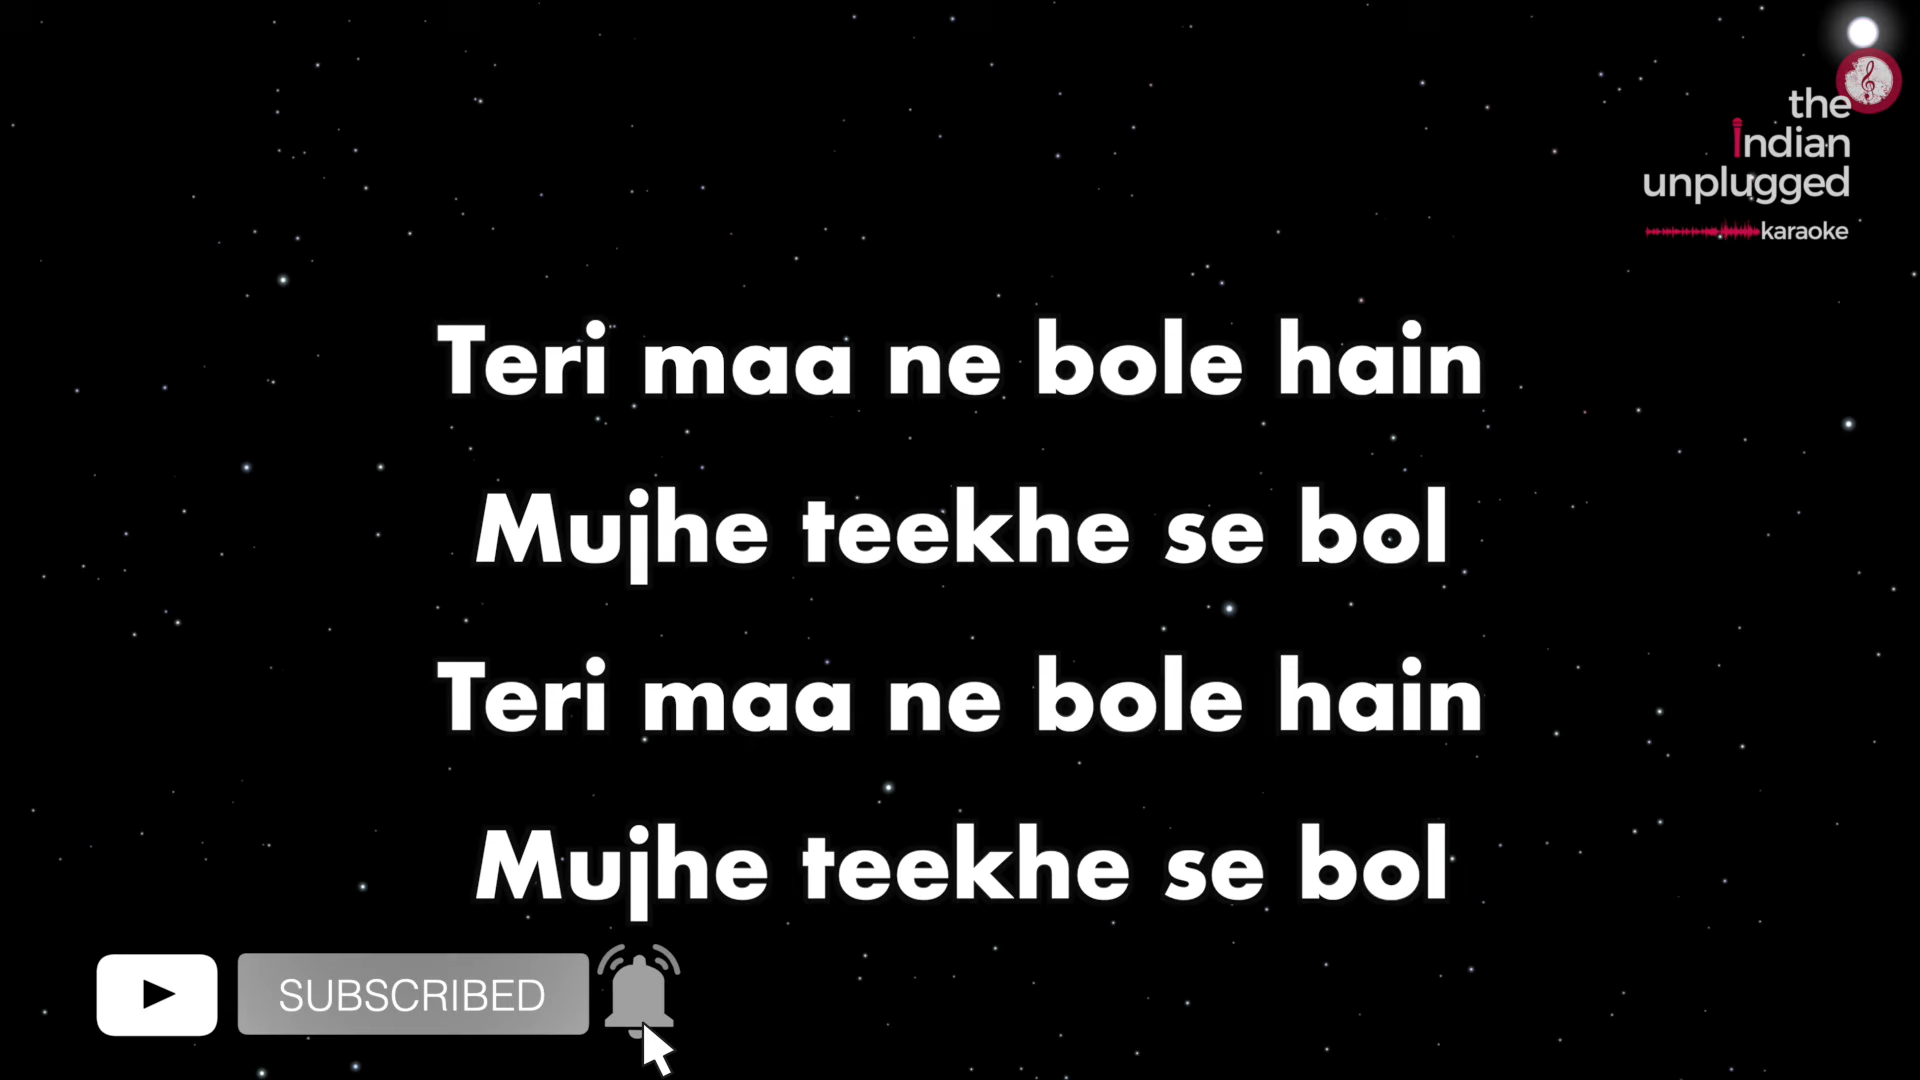 the
indian
unplugged
karaoke
Teri maa ne bole hain
Mujhe teekhe se bol
Teri maa ne bole hain
Mujhe teekhe se bol
SUBSCRIBED